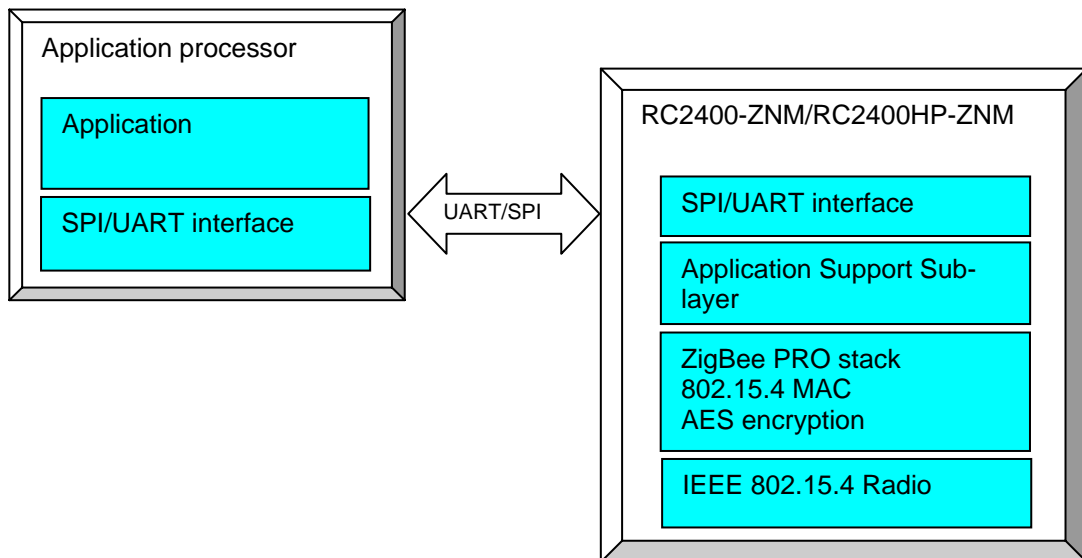 Application processor
Application
SPI/UART interface
UART/SPI
RC2400-ZNM/RC2400HP-ZNM
SPI/UART interface
Application Support Sub-
layer
ZigBee PRO stack
802.15.4 MAC
AES encryption
IEEE 802.15.4 Radio